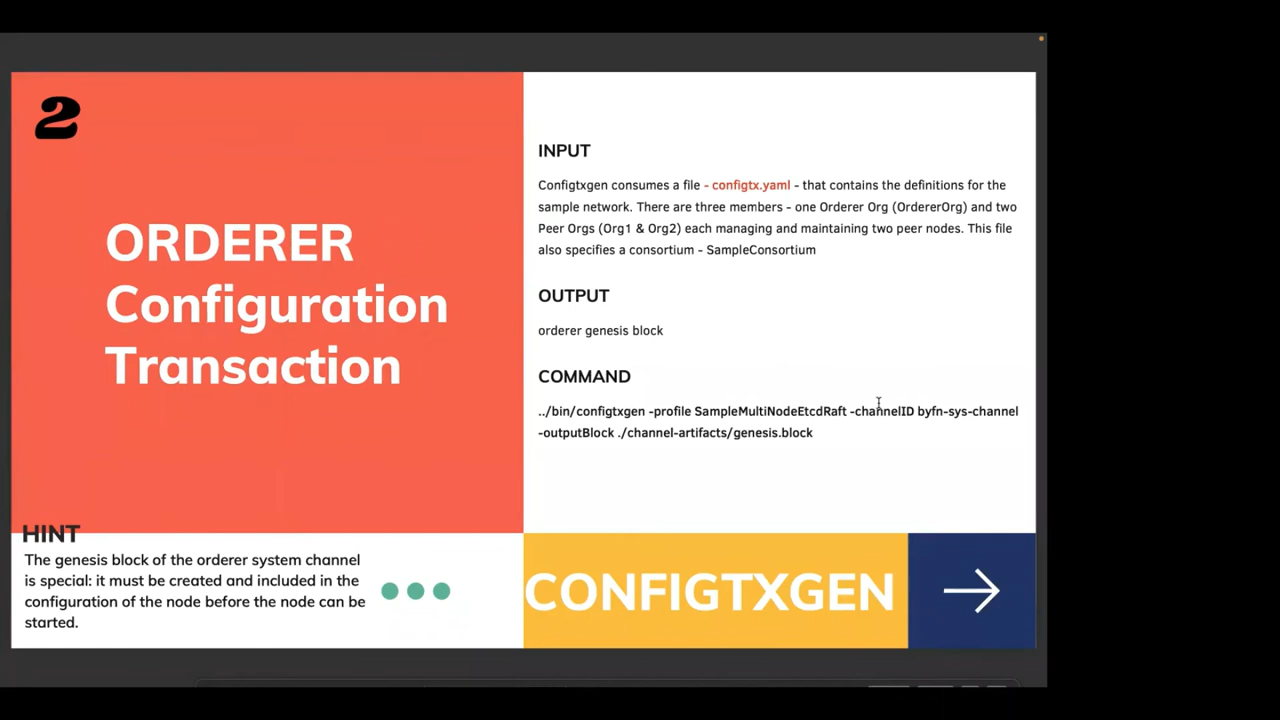 2
ORDERER
Configuration
Transaction
INPUT
Configtxgen consumes a file - configtx.yaml - that contains the definitions for the
sample network. There are three members - one Orderer Org (OrdererOrg) and two
Peer Orgs (Org1 & Org2) each managing and maintaining two peer nodes. This file
also specifies a consortium - SampleConsortium
OUTPUT
orderer genesis block
COMMAND
../bin/configtxgen -profile SampleMultiNodeEtcdRaft -channelID byfn-sys-channel
-outputBlock ./channel-artifacts/genesis.block
HINT
The genesis block of the orderer system channel
is special: it must be created and included in the
configuration of the node before the node can be
started.
CONFIGTXGEN